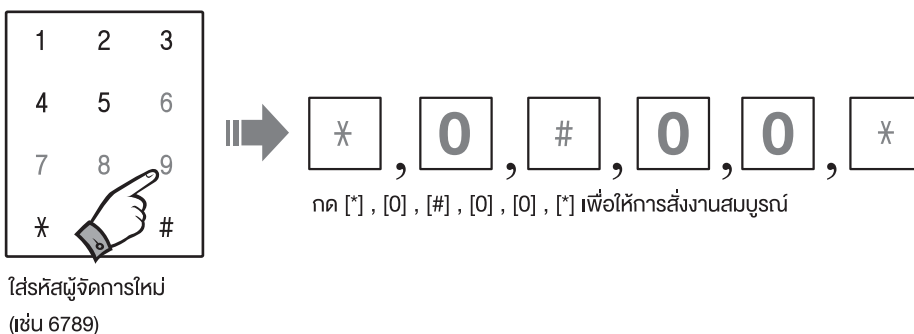 1 2 3
4 5 6
7 8 9
* #
ใส่รหัสผู้จัดการใหม่
(เช่น 6789)
* , 0 , # , 0 , 0 , *
กด [*] , [0] , [#] , [0] , [0] , [*] เพื่อให้การสั่งงานสมบูรณ์